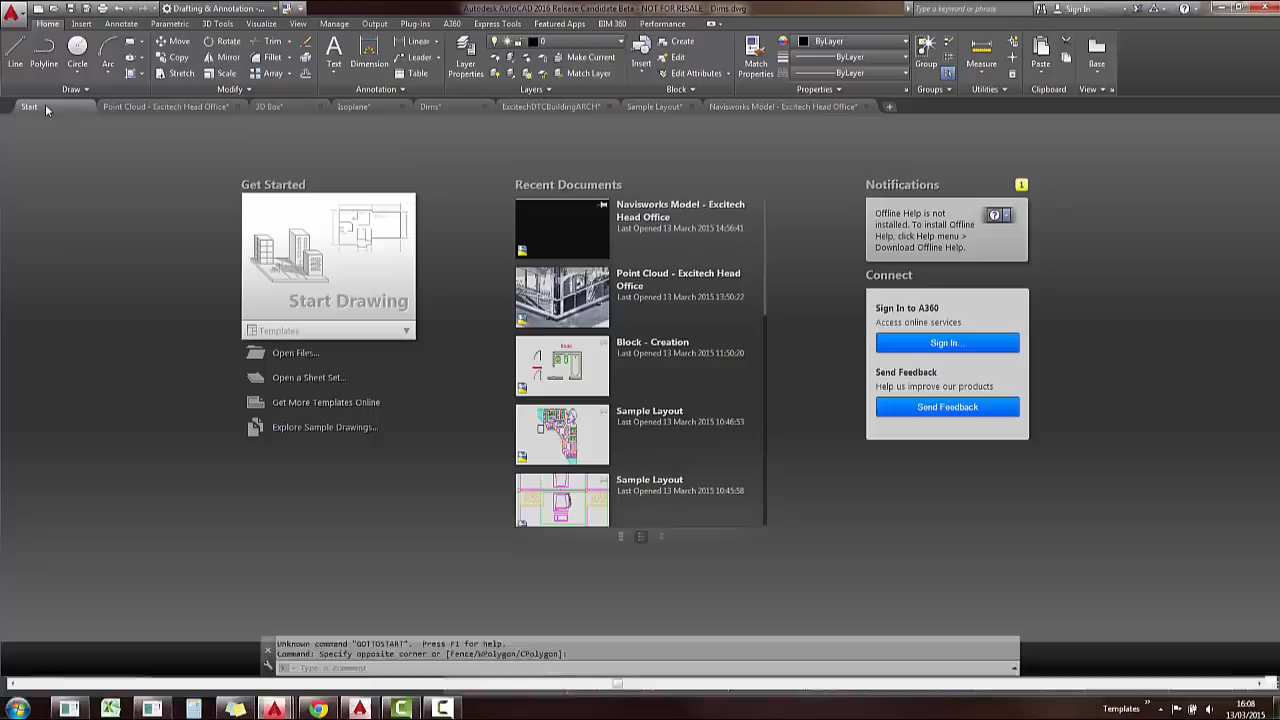 Drafting & Annotation -
Autodesk AutoCAD 2016 Release Candidate Beta - NOT FOR RESALE Dims.dwg
Type a keyword or phrase
Sign In
Home Insert Annotate Parametric 3D Tools Visualize View Manage Output Plug-ins A360 Express Tools Featured Apps BIM 360 Performance
Line Polyline Circle Arc
Move Rotate Trim
Copy Mirror Fillet
Stretch Scale Array
Text Dimension
Linear
Leader
Table
Layer Properties
0
Make Current
Match Layer
Insert
Create
Edit
Edit Attributes
Match Properties
ByLayer
ByLayer
ByLayer
Group
Measure
Paste
Base
Draw Modify Annotation Layers Block Properties Groups Utilities Clipboard View
Start
Point Cloud - Excitech Head Office*
3D Box*
Isoplane*
Dims*
ExcitechDTCBuildingARCH*
Sample Layout*
Navisworks Model - Excitech Head Office*
Get Started
Start Drawing
Templates
Open Files...
Open a Sheet Set...
Get More Templates Online
Explore Sample Drawings...
Recent Documents
Navisworks Model - Excitech
Head Office
Last Opened 13 March 2015 14:56:41
Point Cloud - Excitech Head
Office
Last Opened 13 March 2015 13:50:22
Block - Creation
Last Opened 13 March 2015 11:50:20
Sample Layout
Last Opened 13 March 2015 10:46:53
Sample Layout
Last Opened 13 March 2015 10:45:58
Notifications
1
Offline Help is not
installed. To install Offline
Help, click Help menu >
Download Offline Help.
Connect
Sign In to A360
Access online services
Sign In...
Send Feedback
Help us improve our products
Send Feedback
Unknown command "GOTTOSTART". Press F1 for help.
Command: Specify opposite corner or [Fence/WPolygon/CPolygon]:
Type a command
Templates
16:08
13/03/2015